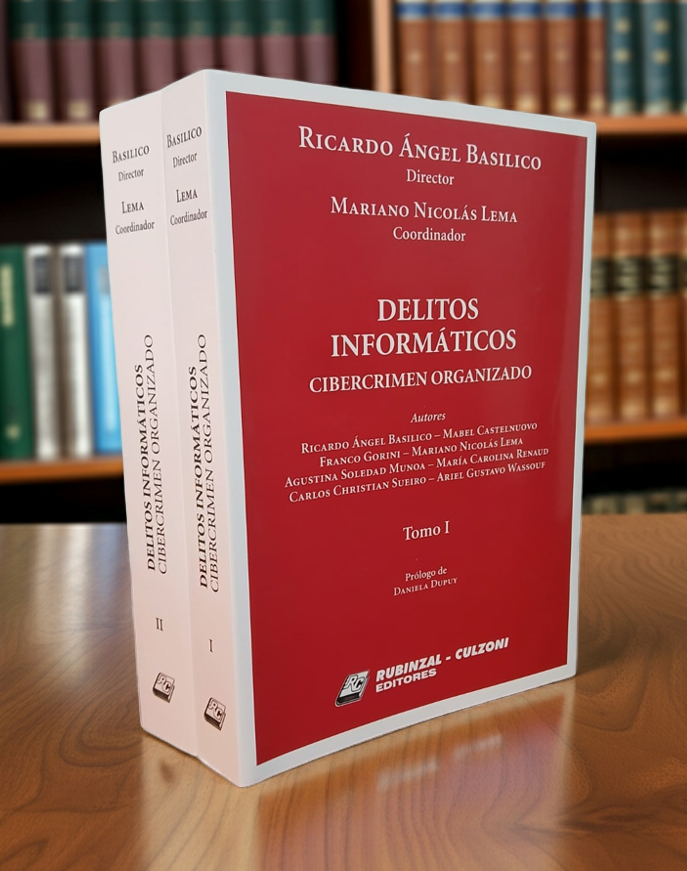 BASILICO
Director
LEMA
Coordinador
DELITOS INFORMÁTICOS
CIBERCRIMEN ORGANIZADO
II
RC
BASILICO
Director
LEMA
Coordinador
DELITOS INFORMÁTICOS
CIBERCRIMEN ORGANIZADO
I
RC
RICARDO ÁNGEL BASILICO
Director
MARIANO NICOLÁS LEMA
Coordinador
DELITOS
INFORMÁTICOS
CIBERCRIMEN ORGANIZADO
Autores
RICARDO ÁNGEL BASILICO – MABEL CASTELNUOVO
FRANCO GORINI – MARIANO NICOLÁS LEMA
AGUSTINA SOLEDAD MUNOA – MARÍA CAROLINA RENAUD
CARLOS CHRISTIAN SUEIRO – ARIEL GUSTAVO WASSOUF
Tomo I
Prólogo de
DANIELA DUPUY
RC
RUBINZAL - CULZONI
EDITORES